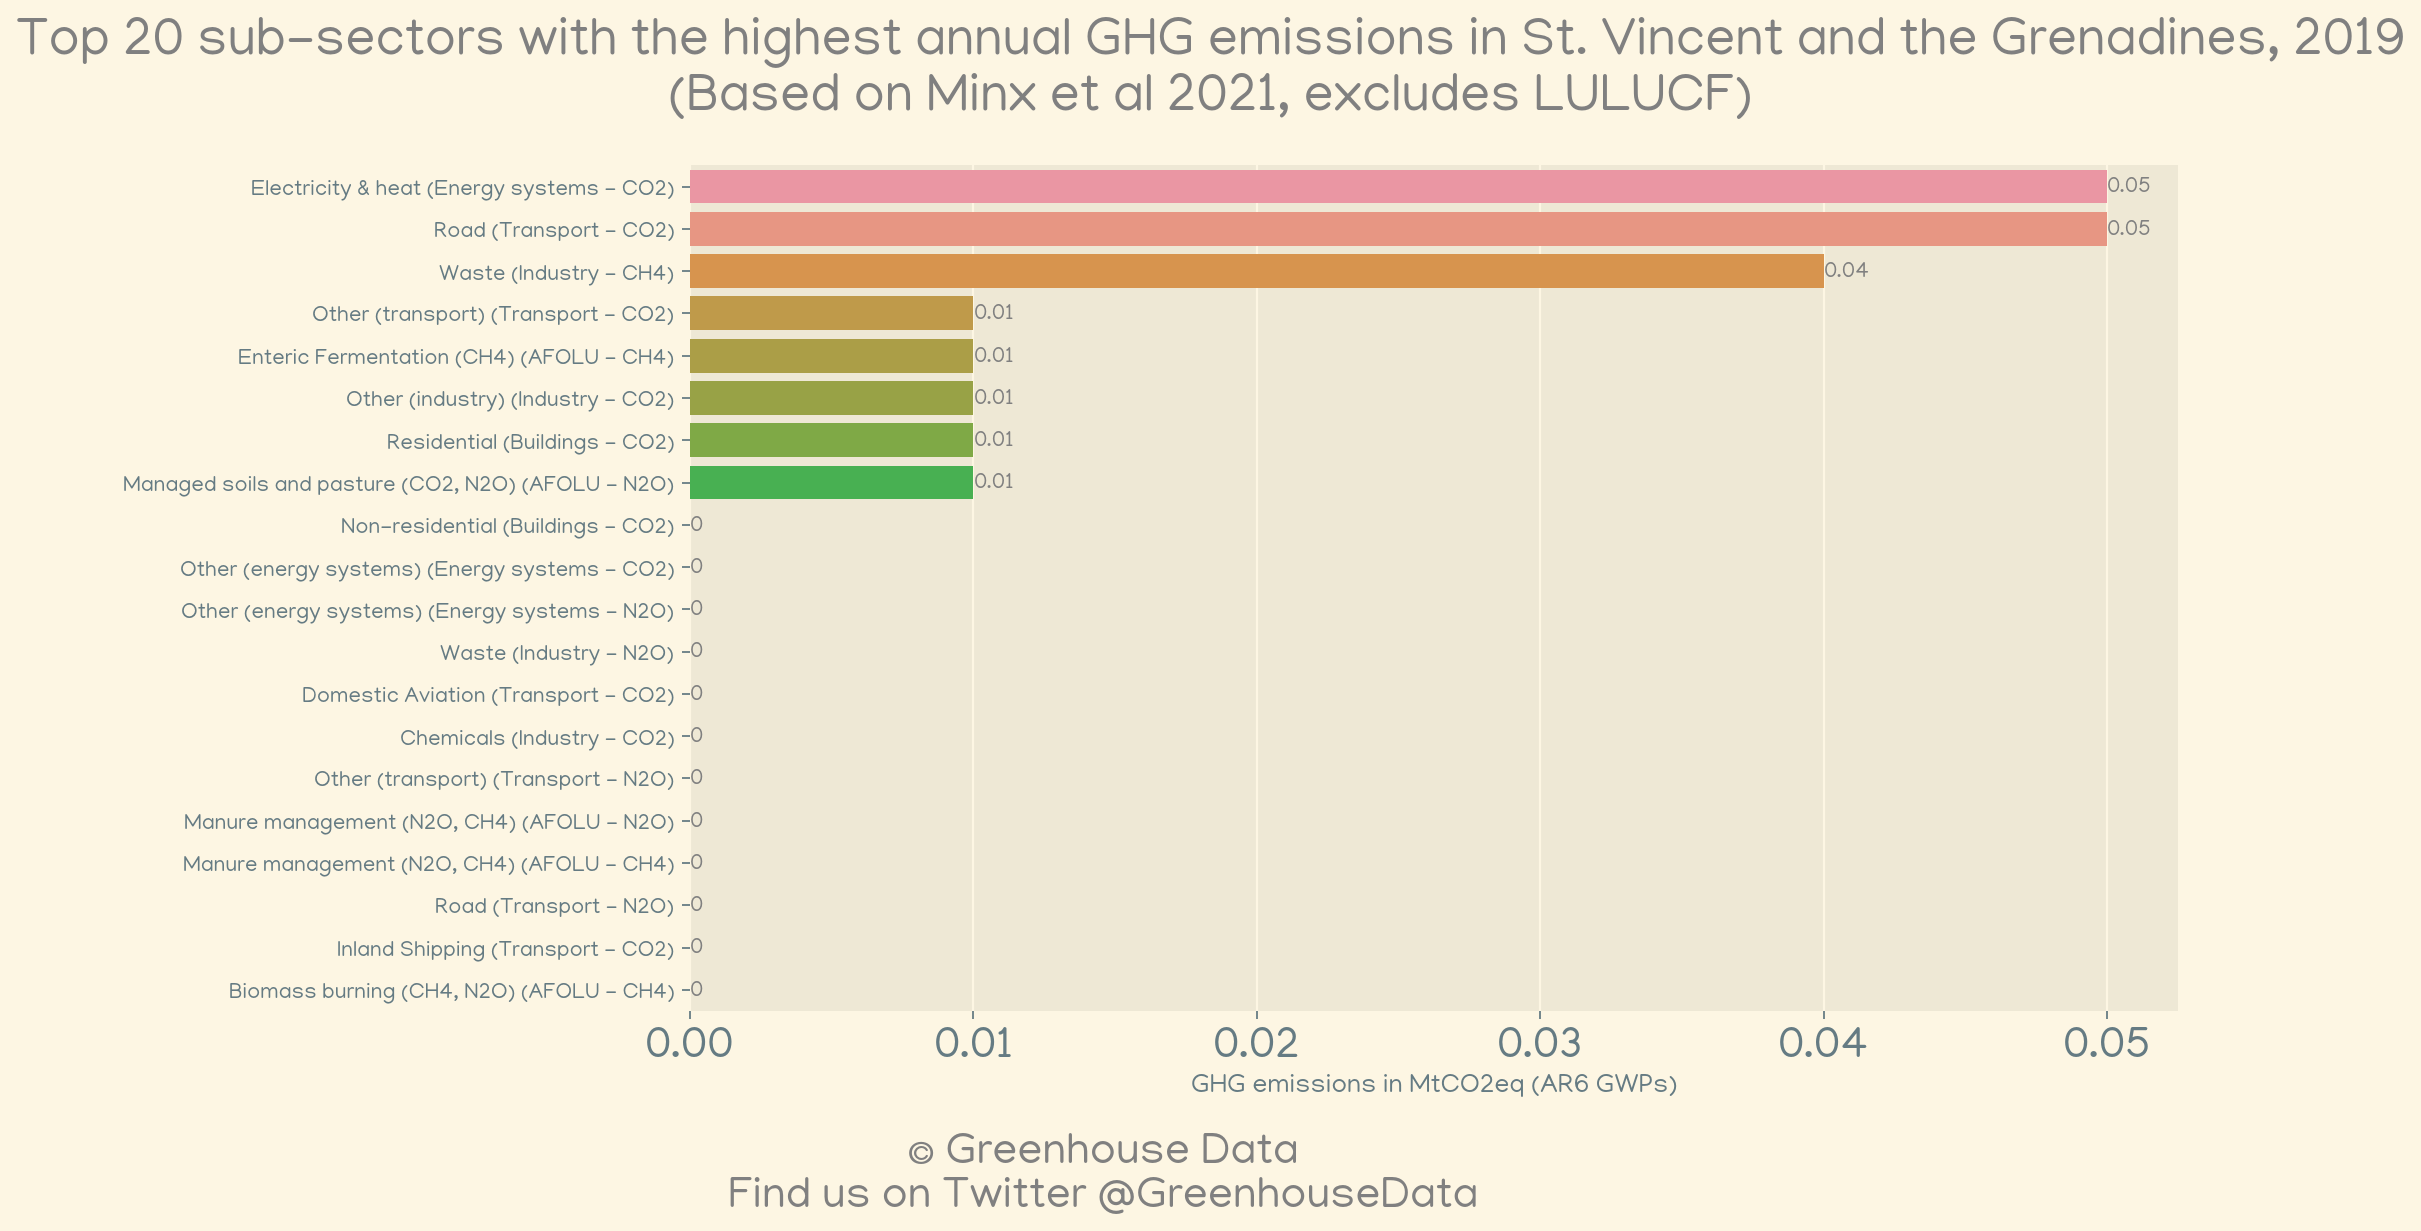 Top 20 sub-sectors with the highest annual GHG emissions in St. Vincent and the Grenadines, 2019
(Based on Minx et al 2021, excludes LULUCF)
Electricity & heat (Energy systems - CO2) 0.05
Road (Transport - CO2) 0.05
Waste (Industry - CH4) 0.04
Other (transport) (Transport - CO2) 0.01
Enteric Fermentation (CH4) (AFOLU - CH4) 0.01
Other (industry) (Industry - CO2) 0.01
Residential (Buildings - CO2) 0.01
Managed soils and pasture (CO2, N2O) (AFOLU - N2O) 0.01
Non-residential (Buildings - CO2) 0
Other (energy systems) (Energy systems - CO2) 0
Other (energy systems) (Energy systems - N2O) 0
Waste (Industry - N2O) 0
Domestic Aviation (Transport - CO2) 0
Chemicals (Industry - CO2) 0
Other (transport) (Transport - N2O) 0
Manure management (N2O, CH4) (AFOLU - N2O) 0
Manure management (N2O, CH4) (AFOLU - CH4) 0
Road (Transport - N2O) 0
Inland Shipping (Transport - CO2) 0
Biomass burning (CH4, N2O) (AFOLU - CH4) 0
0.00 0.01 0.02 0.03 0.04 0.05
GHG emissions in MtCO2eq (AR6 GWPs)
© Greenhouse Data
Find us on Twitter @GreenhouseData